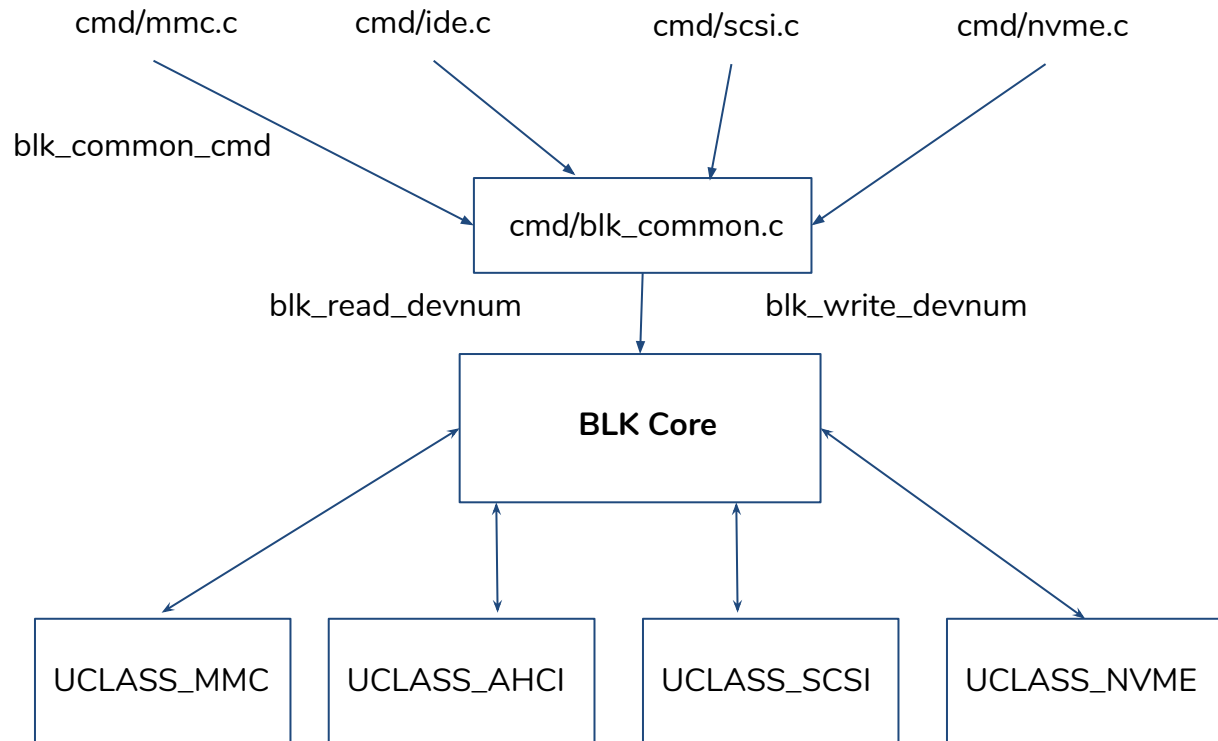 cmd/mmc.c
cmd/ide.c
cmd/scsi.c
cmd/nvme.c
blk_common_cmd
cmd/blk_common.c
blk_read_devnum
blk_write_devnum
BLK Core
UCLASS_MMC
UCLASS_AHCI
UCLASS_SCSI
UCLASS_NVME